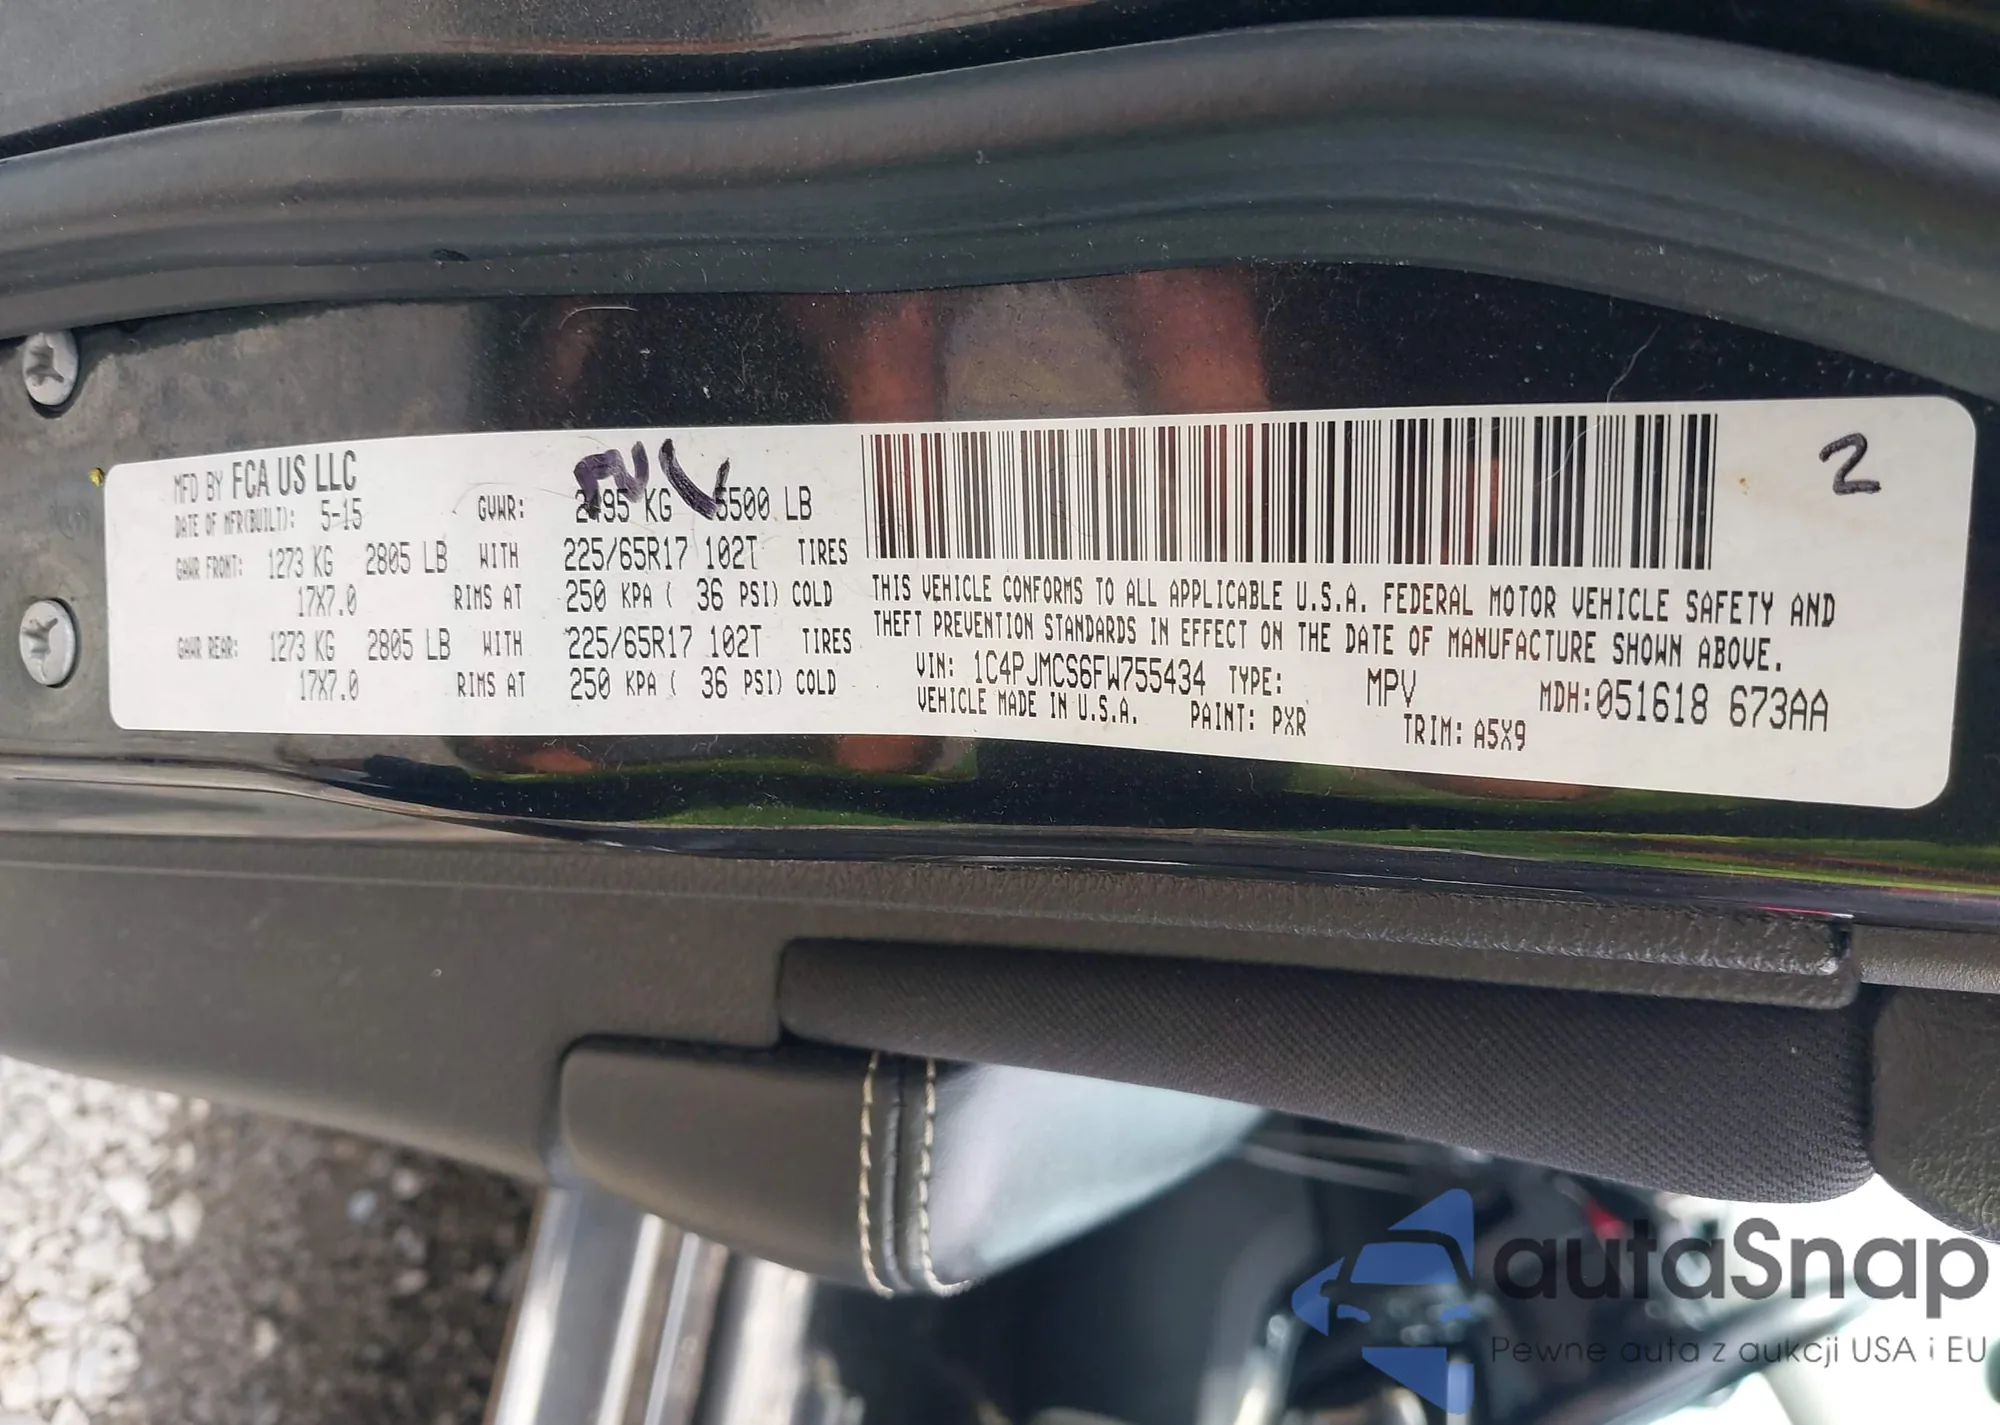 MFD BY FCA US LLC
DATE OF MFR(BUILT): 5-15 GVWR: 2495 KG 5500 LB
GAWR FRONT: 1273 KG 2805 LB WITH 225/65R17 102T TIRES
17X7.0 RIMS AT 250 KPA ( 36 PSI) COLD
GAWR REAR: 1273 KG 2805 LB WITH 225/65R17 102T TIRES
17X7.0 RIMS AT 250 KPA ( 36 PSI) COLD
2
THIS VEHICLE CONFORMS TO ALL APPLICABLE U.S.A. FEDERAL MOTOR VEHICLE SAFETY AND
THEFT PREVENTION STANDARDS IN EFFECT ON THE DATE OF MANUFACTURE SHOWN ABOVE.
VIN: 1C4PJMCS6FW755434 TYPE: MPV MDH:051618 673AA
VEHICLE MADE IN U.S.A. PAINT: PXR TRIM: A5X9
autaSnap
Pewne auta z aukcji USA i EU